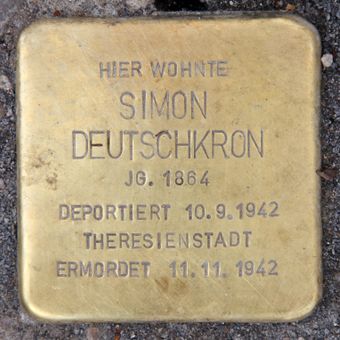 HIER WOHNTE
SIMON
DEUTSCHKRON
JG. 1864
DEPORTIERT 10.9.1942
THERESIENSTADT
ERMORDET 11.11.1942